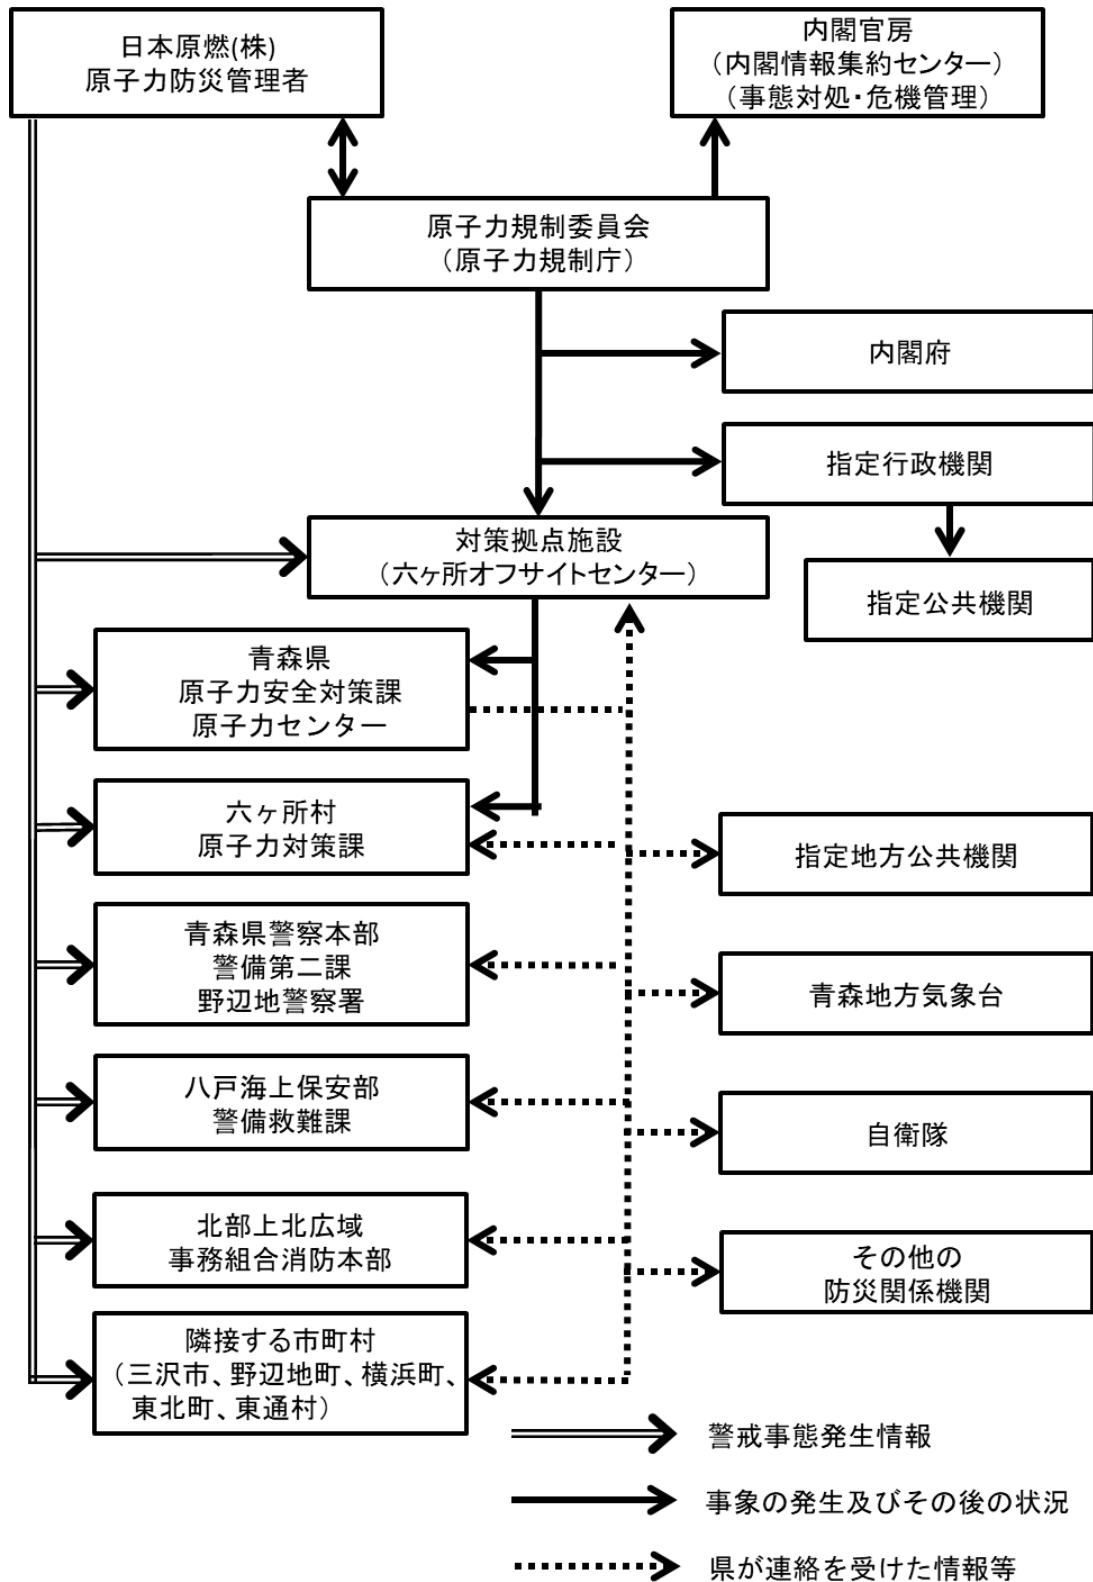 日本原燃(株)
原子力防災管理者
内閣官房
（内閣情報集約センター）
（事態対処・危機管理）
原子力規制委員会
（原子力規制庁）
内閣府
指定行政機関
対策拠点施設
（六ヶ所オフサイトセンター）
指定公共機関
青森県
原子力安全対策課
原子力センター
六ヶ所村
原子力対策課
指定地方公共機関
青森県警察本部
警備第二課
野辺地警察署
青森地方気象台
八戸海上保安部
警備救難課
自衛隊
北部上北広域
事務組合消防本部
その他の
防災関係機関
隣接する市町村
（三沢市、野辺地町、横浜町、
東北町、東通村）
警戒事態発生情報
事象の発生及びその後の状況
県が連絡を受けた情報等